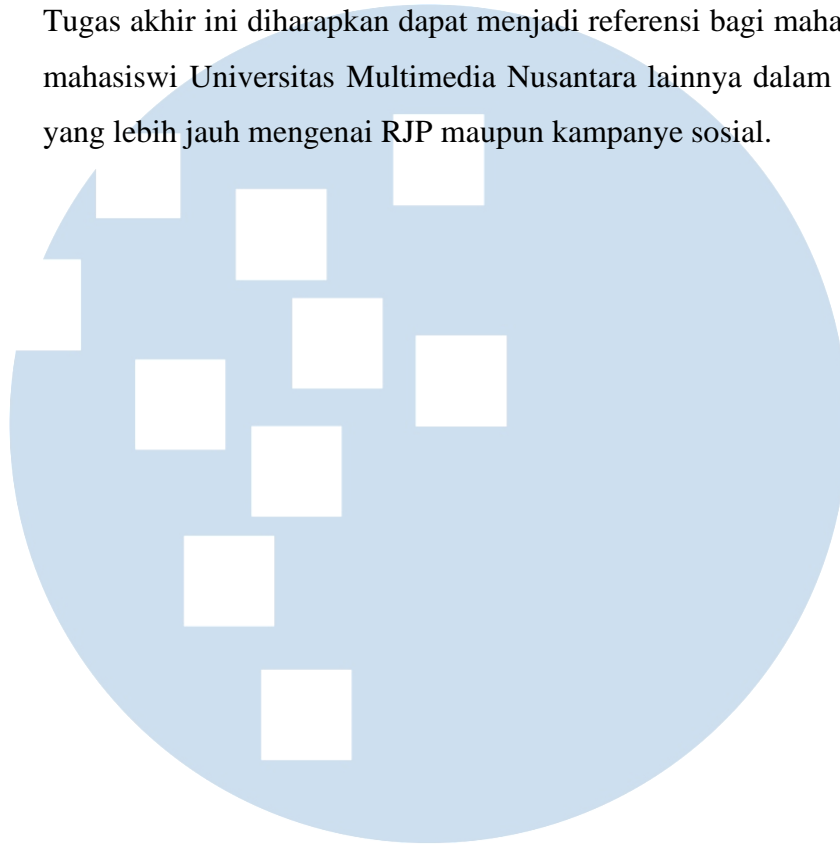 Tugas akhir ini diharapkan dapat menjadi referensi bagi maha
mahasiswi Universitas Multimedia Nusantara lainnya dalam
yang lebih jauh mengenai RJP maupun kampanye sosial.